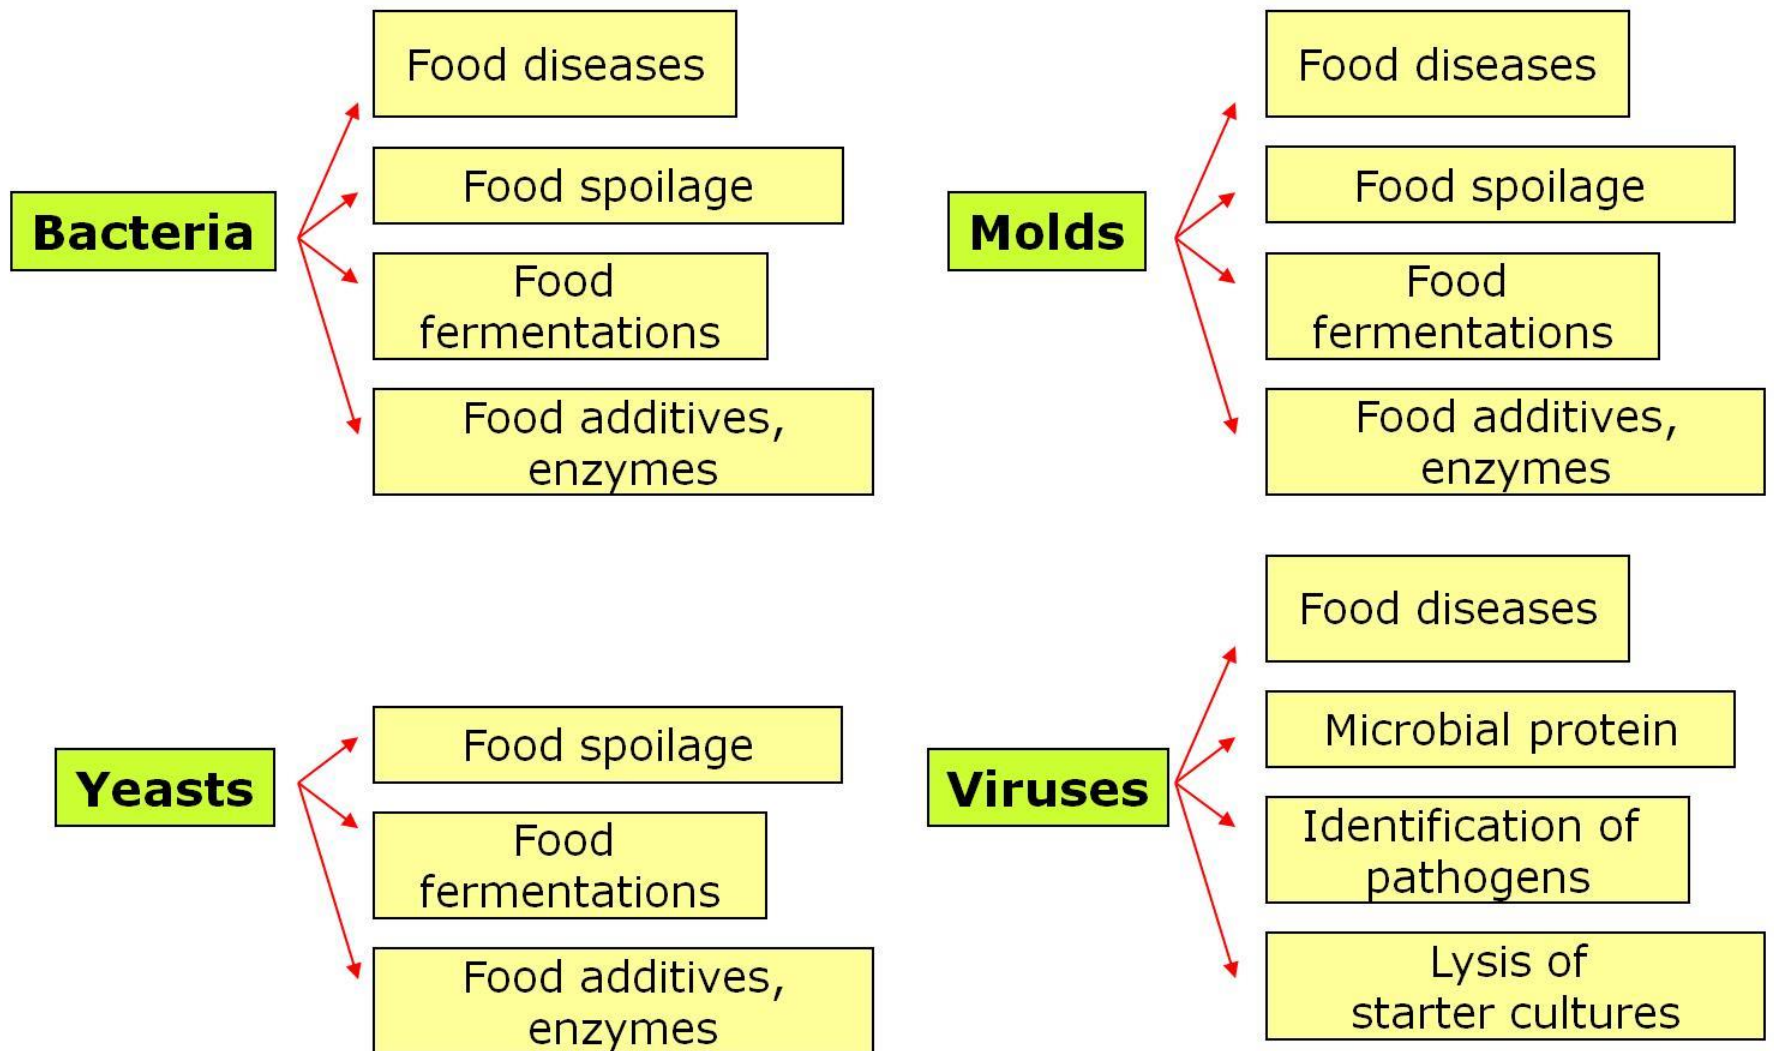 Bacteria
Food diseases
Food spoilage
Food
fermentations
Food additives,
enzymes
Molds
Food diseases
Food spoilage
Food
fermentations
Food additives,
enzymes
Yeasts
Food spoilage
Food
fermentations
Food additives,
enzymes
Viruses
Food diseases
Microbial protein
Identification of
pathogens
Lysis of
starter cultures